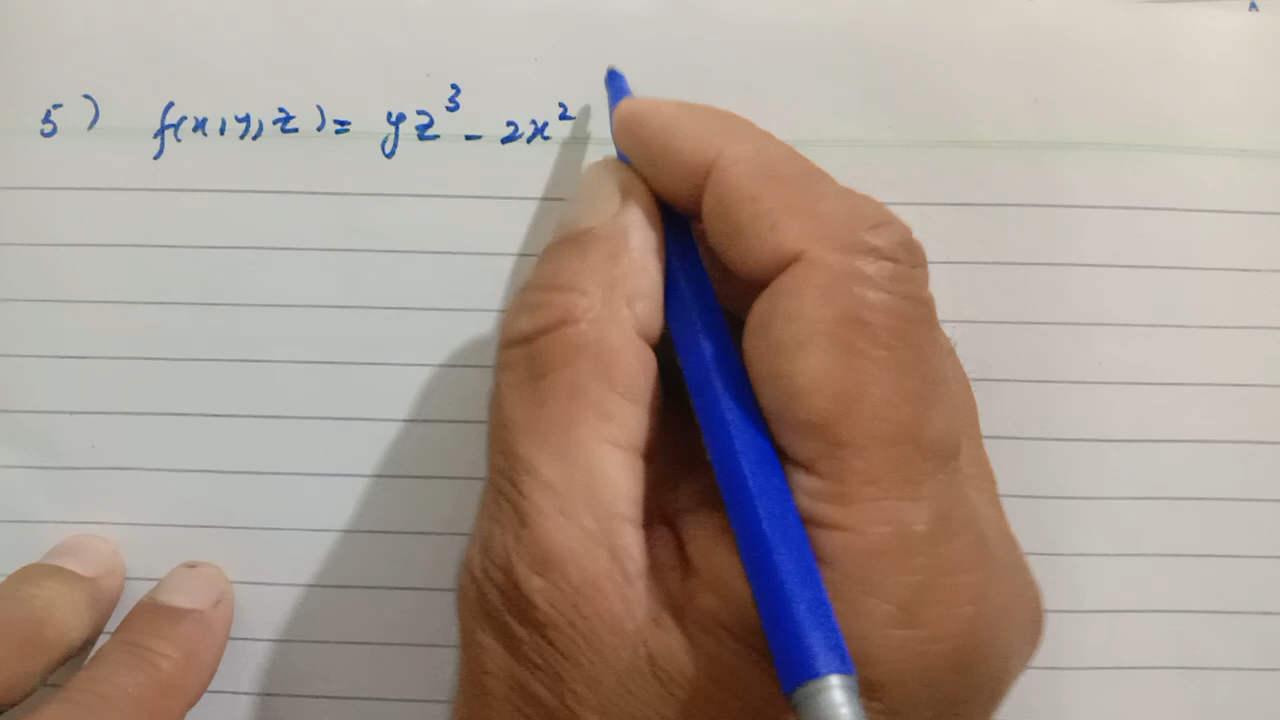 5) f(x,y,z)= yz³-2x²